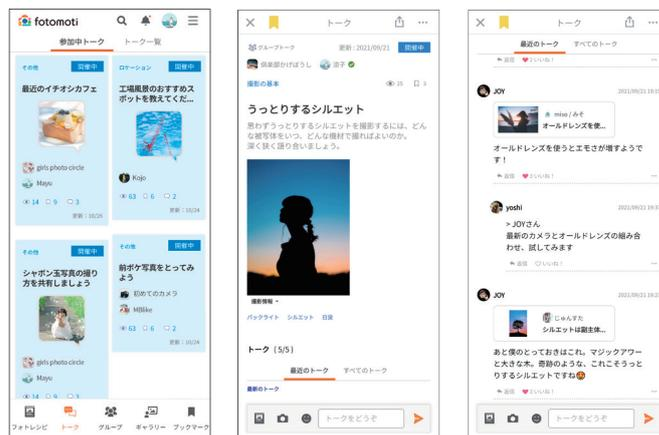 fotomoti
参加中トーク
トーク一覧
その他
開催中
最近のイチオシカフェ
girls photo circle
Mayu
14
9
3
更新：10/26
ロケーション
開催中
工場風景のおすすめス
ポットを教えてくだ...
Kojo
63
6
2
更新：10/24
その他
開催中
シャボン玉写真の撮り
方を共有しましょう
girls photo circle
Mayu
14
9
3
その他
開催中
前ボケ写真をとってみ
よう
初めてのカメラ
MBlike
63
6
2
更新：10/24
フォトレシピ
トーク
グループ
ギャラリー
ブックマーク
トーク
グループトーク
更新：2021/09/21
開催中
倶楽部かげぼうし
涼子
撮影の基本
25
3
うっとりするシルエット
思わずうっとりするシルエットを撮影するには、どん
な被写体をいつ、どんな機材で撮ればよいのか。
深く狭く語り合いましょう。
撮影情報
バックライト
シルエット
日没
トーク（5/5）
最近のトーク
すべてのトーク
最新のトーク
トークをどうぞ
トーク
最近のトーク
すべてのトーク
返信
2 いいね！
JOY
miso / みそ
オールドレンズを使...
オールドレンズを使うとエモさが増すようで
す！
返信
2 いいね！
yoshi
> JOYさん
最新のカメラとオールドレンズの組み合
わせ、試してみます
返信
いいね！
JOY
じゅんすた
シルエットは副主体...
あと僕のとっておきはこれ。マジックアワー
と大きな木。奇跡のような、これこそうっと
りするシルエットですね
返信
2 いいね！
トークをどうぞ